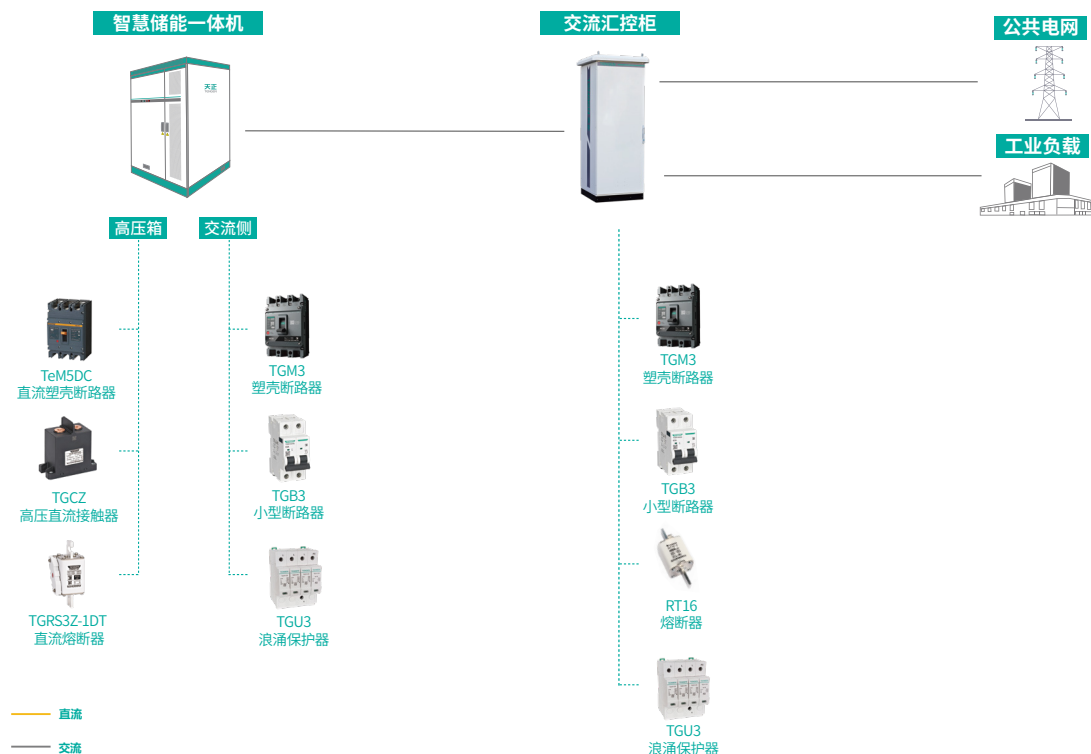 智慧储能一体机
交流汇控柜
公共电网
天正
工业负载
高压箱
交流侧
TeM5DC
直流塑壳断路器
TGCZ
高压直流接触器
TGRS3Z-1DT
直流熔断器
TGM3
塑壳断路器
TGB3
小型断路器
TGU3
浪涌保护器
TGM3
塑壳断路器
TGB3
小型断路器
RT16
熔断器
TGU3
浪涌保护器
直流
交流